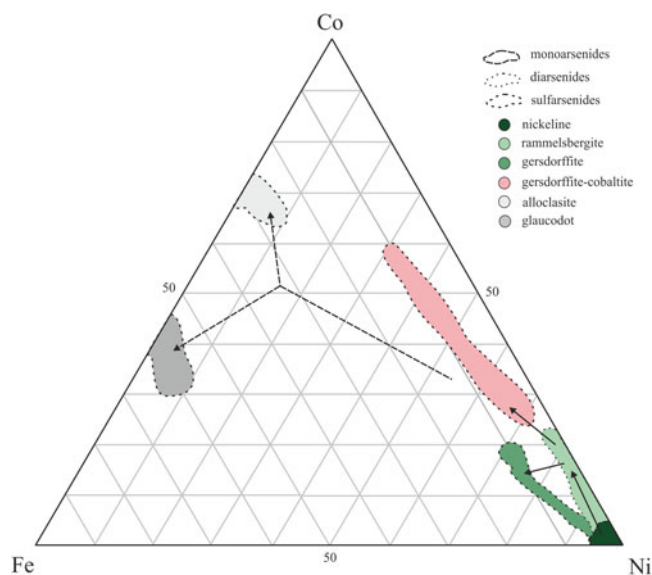 Co
monoarsenides
diarsenides
sulfarsenides
nickeline
rammelsbergite
gersdorffite
gersdorffite-cobaltite
alloclasite
glaucodot
50
50
Fe
50
Ni